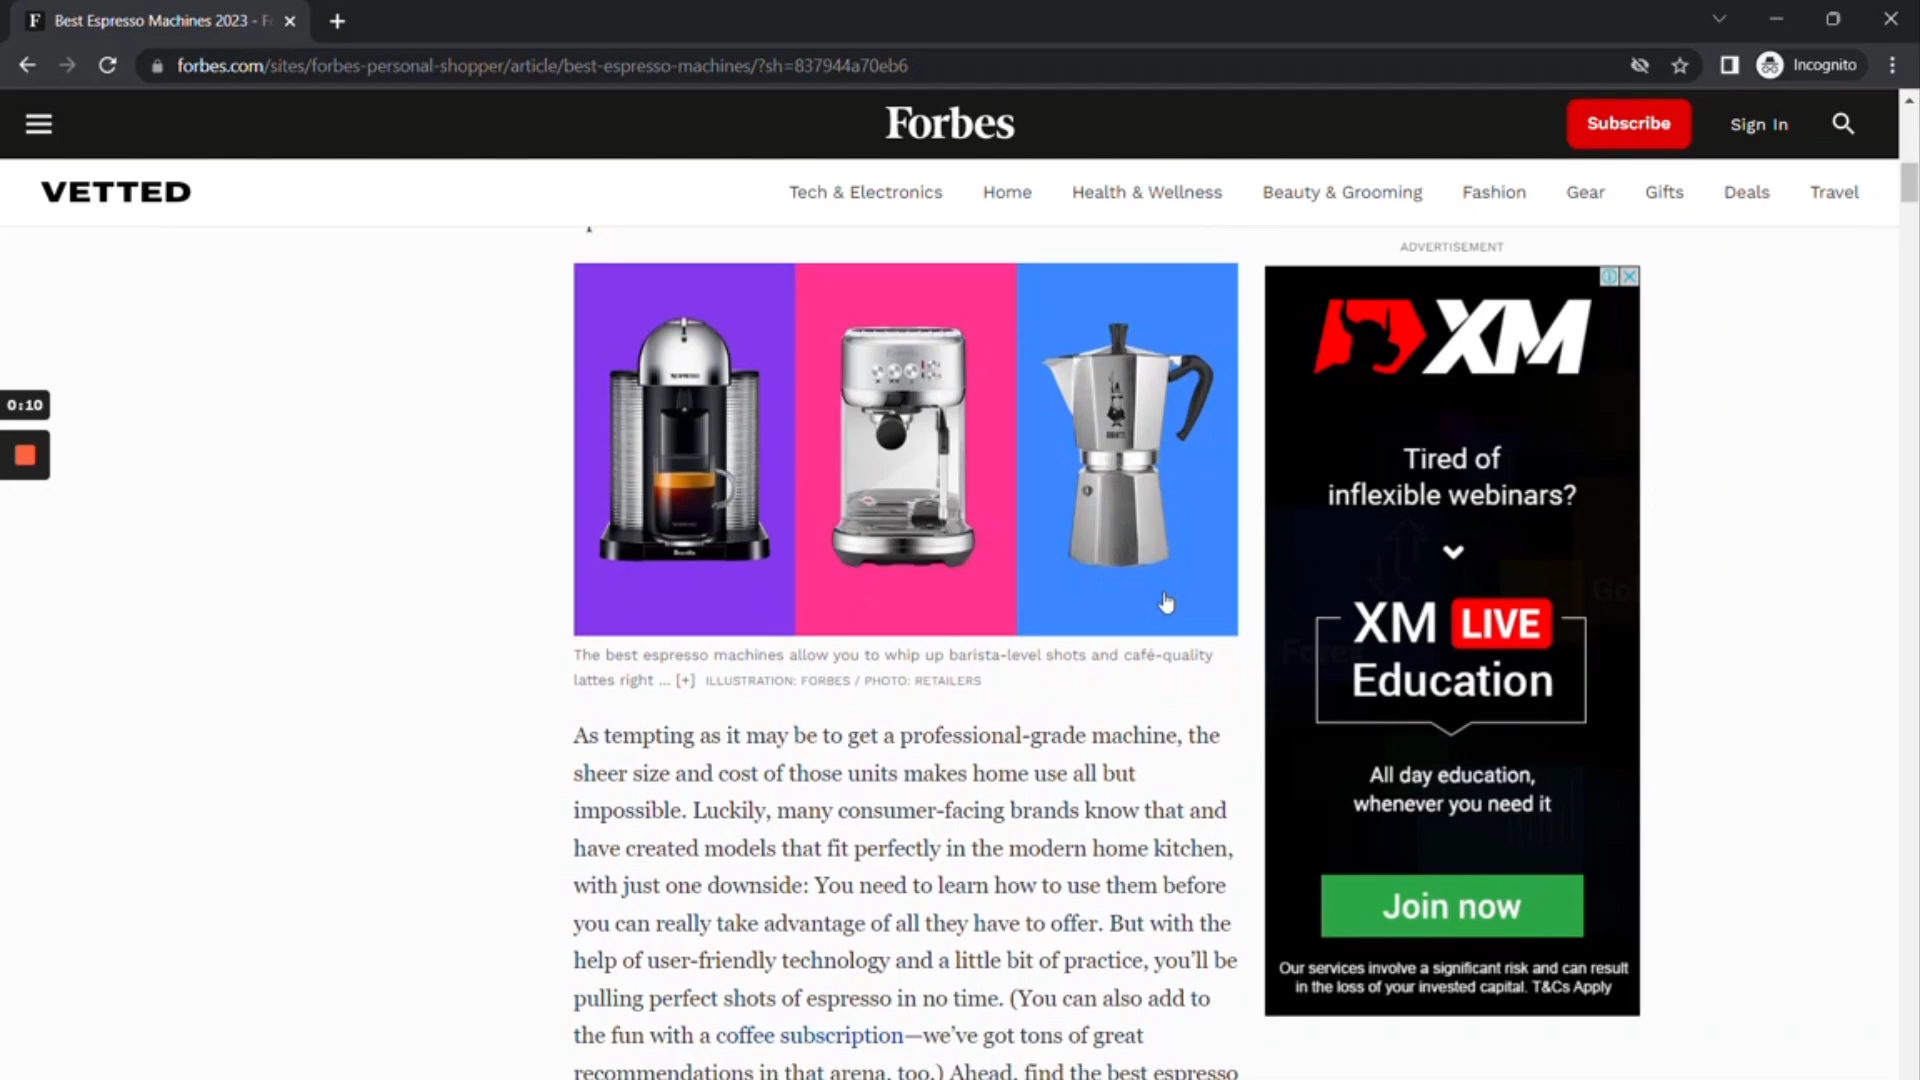 Best Espresso Machines 2023 - F
forbes.com/sites/forbes-personal-shopper/article/best-espresso-machines/?sh=837944a70eb6
Incognito
Forbes
Subscribe
Sign In
VETTED
Tech & Electronics
Home
Health & Wellness
Beauty & Grooming
Fashion
Gear
Gifts
Deals
Travel
0:10
The best espresso machines allow you to whip up barista-level shots and café-quality
lattes right ... [+] ILLUSTRATION: FORBES / PHOTO: RETAILERS
As tempting as it may be to get a professional-grade machine, the
sheer size and cost of those units makes home use all but
impossible. Luckily, many consumer-facing brands know that and
have created models that fit perfectly in the modern home kitchen,
with just one downside: You need to learn how to use them before
you can really take advantage of all they have to offer. But with the
help of user-friendly technology and a little bit of practice, you’ll be
pulling perfect shots of espresso in no time. (You can also add to
the fun with a coffee subscription—we’ve got tons of great
recommendations in that arena, too.) Ahead, find the best espresso
ADVERTISEMENT
XM
Tired of
inflexible webinars?
XM LIVE
Education
All day education,
whenever you need it
Join now
Our services involve a significant risk and can result
in the loss of your invested capital. T&Cs Apply